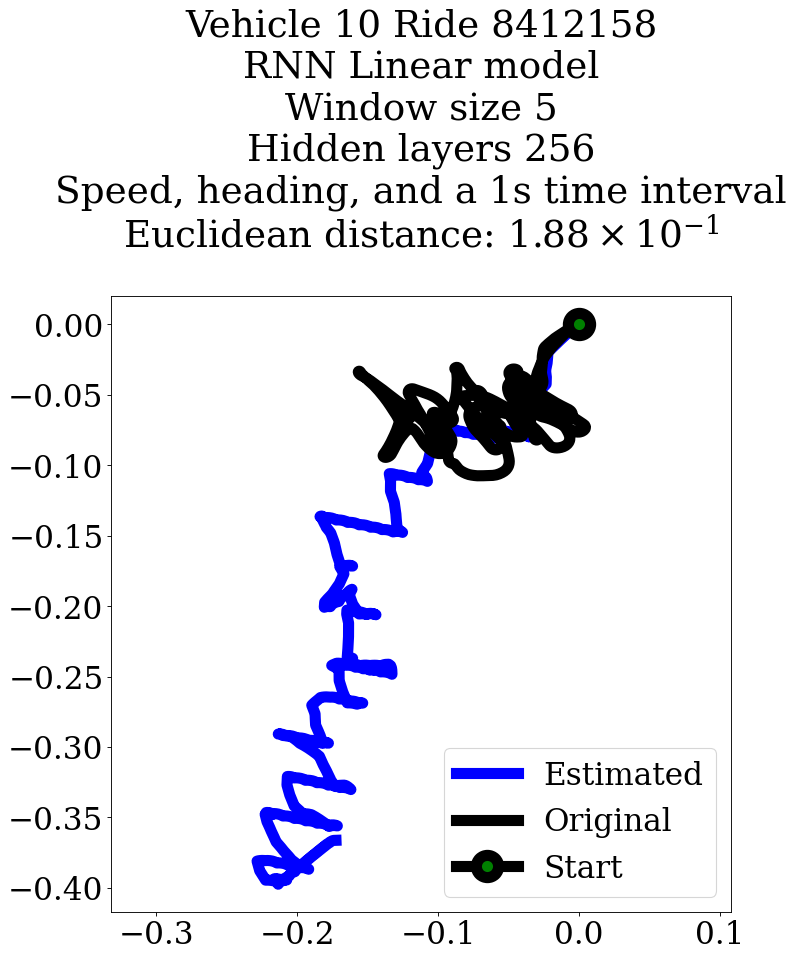 Vehicle 10 Ride 8412158
RNN Linear model
Window size 5
Hidden layers 256
Speed, heading, and a 1s time interval
Euclidean distance: 1.88 × 10⁻¹
0.00
−0.05
−0.10
−0.15
−0.20
−0.25
−0.30
−0.35
−0.40
Estimated
Original
Start
−0.3
−0.2
−0.1
0.0
0.1